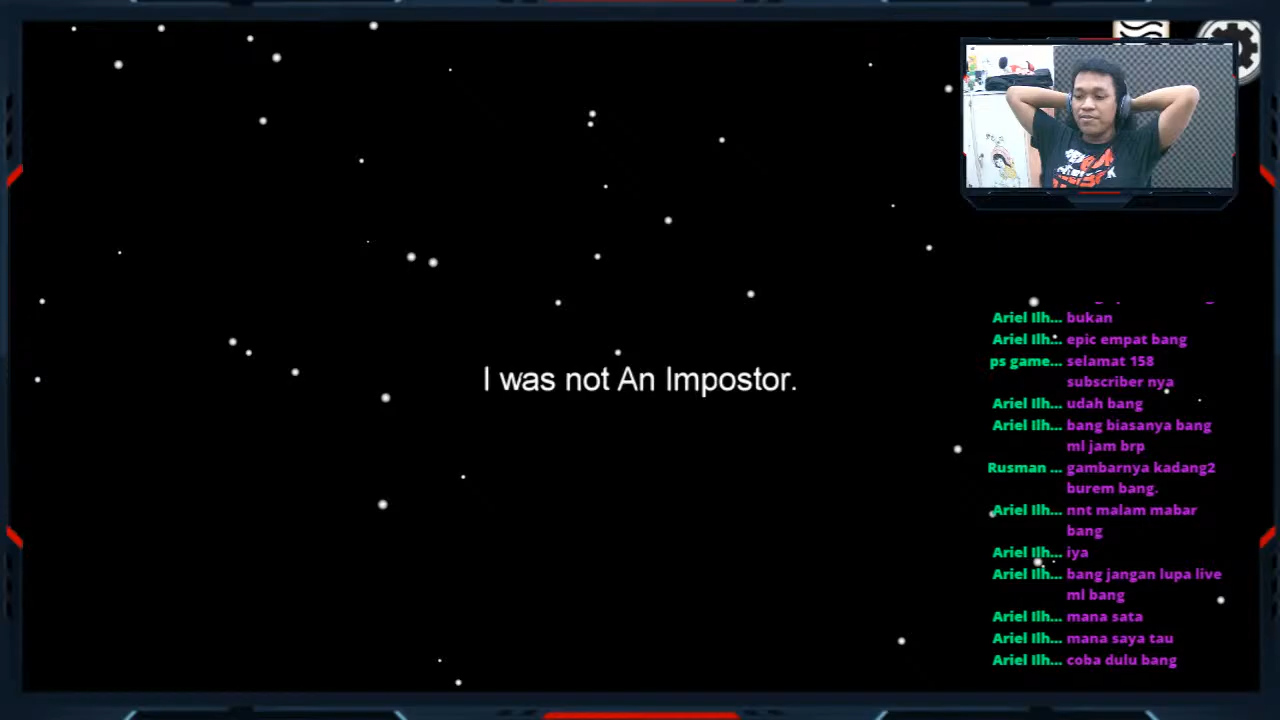 I was not An Impostor.
Ariel Ilh... bukan
Ariel Ilh... epic empat bang
ps game... selamat 158
subscriber nya
Ariel Ilh... udah bang
Ariel Ilh... bang biasanya bang
ml jam brp
Rusman ... gambarnya kadang2
burem bang.
Ariel Ilh... nnt malam mabar
bang
Ariel Ilh... iya
Ariel Ilh... bang jangan lupa live
ml bang
Ariel Ilh... mana sata
Ariel Ilh... mana saya tau
Ariel Ilh... coba dulu bang